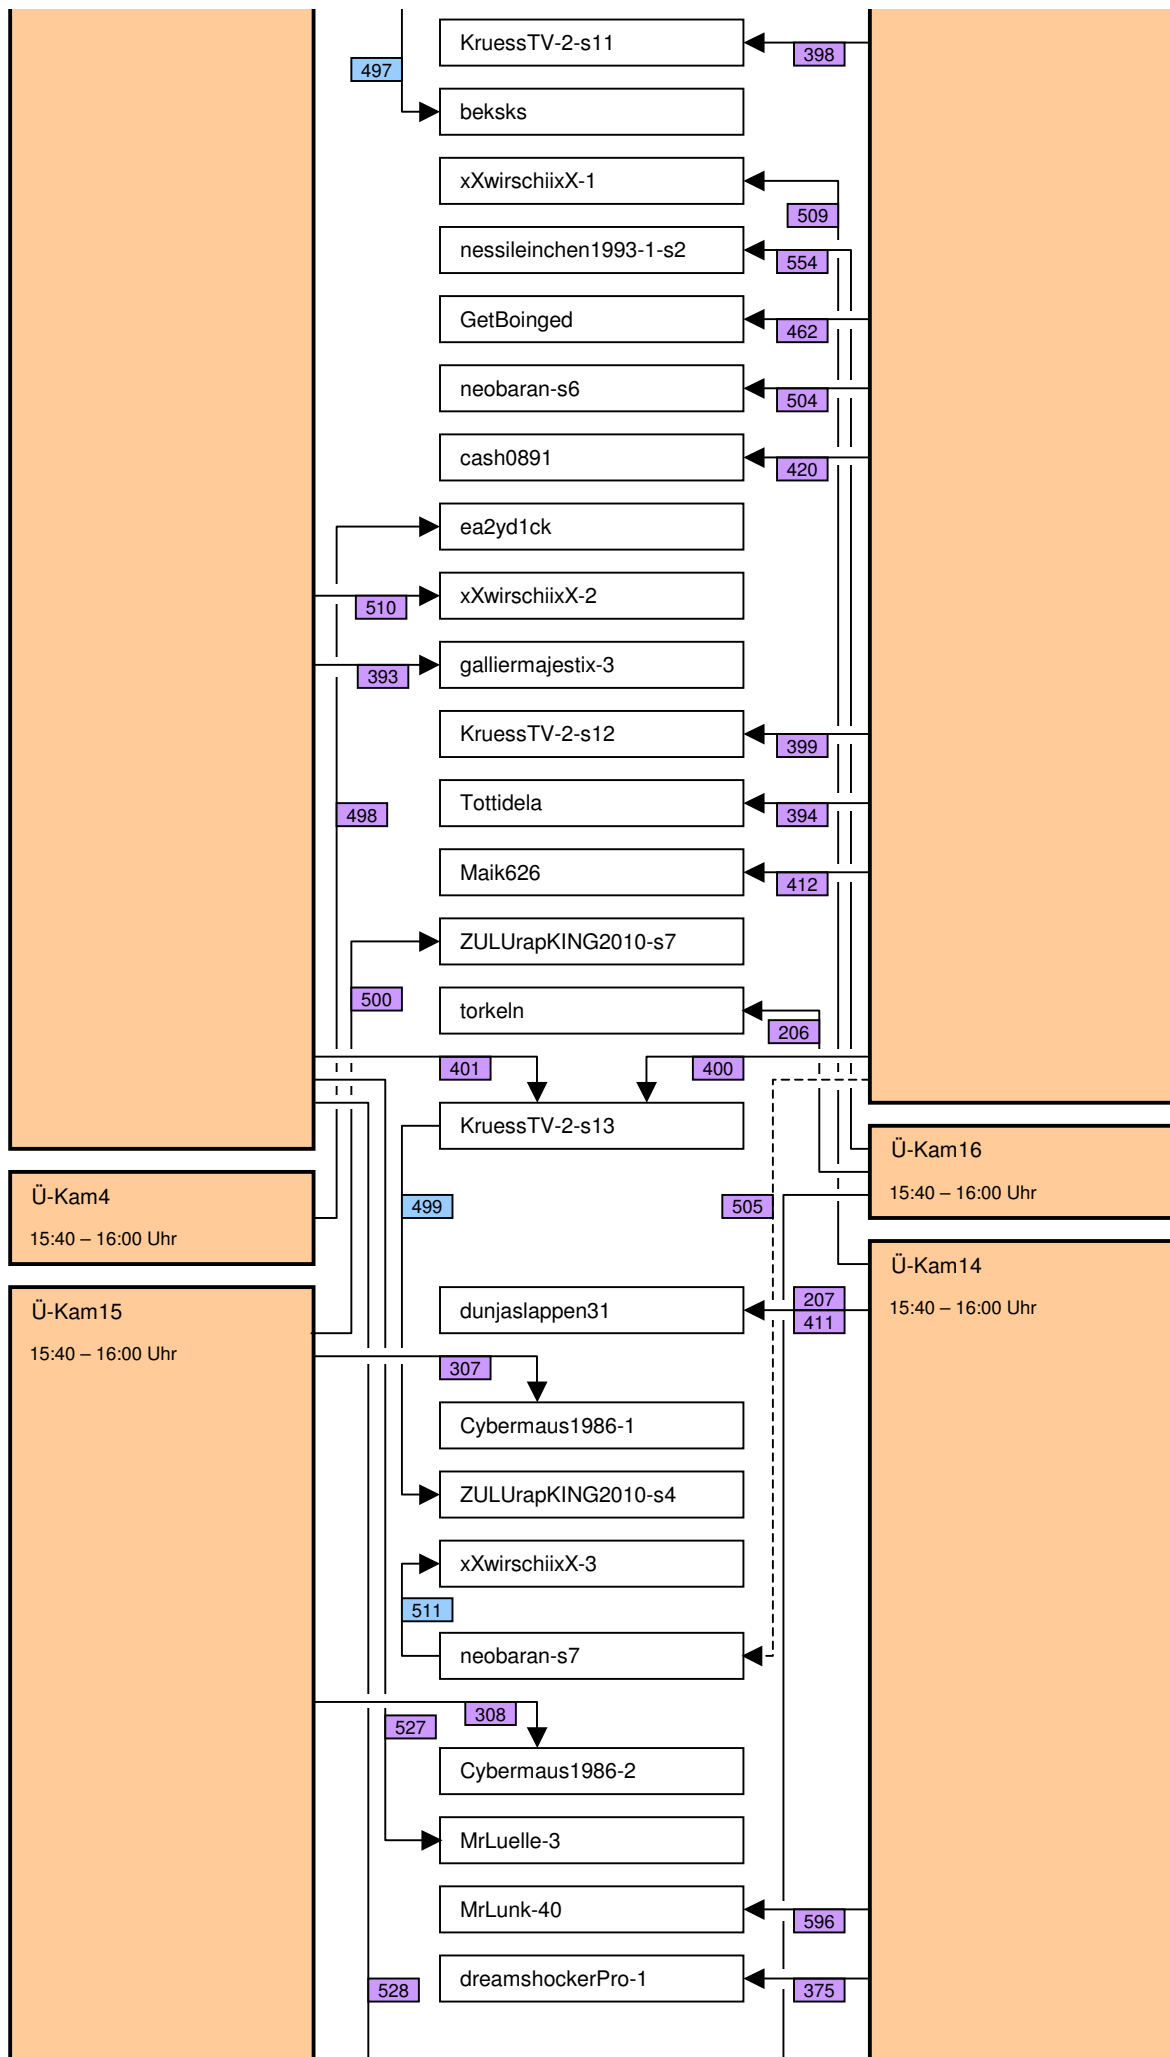 KruessTV-2-s11
398
497
beksks
xXwirschiixX-1
509
nessileinchen1993-1-s2
554
GetBoinged
462
neobaran-s6
504
cash0891
420
ea2yd1ck
xXwirschiixX-2
510
galliermajestix-3
393
KruessTV-2-s12
399
Tottidela
498
394
Maik626
412
ZULUrapKING2010-s7
500
torkeln
206
401
400
KruessTV-2-s13
Ü-Kam16
15:40 – 16:00 Uhr
Ü-Kam4
15:40 – 16:00 Uhr
499
505
Ü-Kam14
15:40 – 16:00 Uhr
207
411
dunjaslappen31
Ü-Kam15
15:40 – 16:00 Uhr
307
Cybermaus1986-1
ZULUrapKING2010-s4
xXwirschiixX-3
511
neobaran-s7
308
527
Cybermaus1986-2
MrLuelle-3
MrLunk-40
596
dreamshockerPro-1
528
375